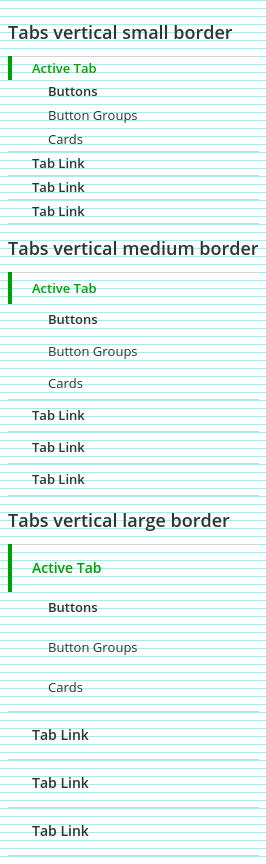 Tabs vertical small border
Active Tab
Buttons
Button Groups
Cards
Tab Link
Tab Link
Tab Link
Tabs vertical medium border
Active Tab
Buttons
Button Groups
Cards
Tab Link
Tab Link
Tab Link
Tabs vertical large border
Active Tab
Buttons
Button Groups
Cards
Tab Link
Tab Link
Tab Link